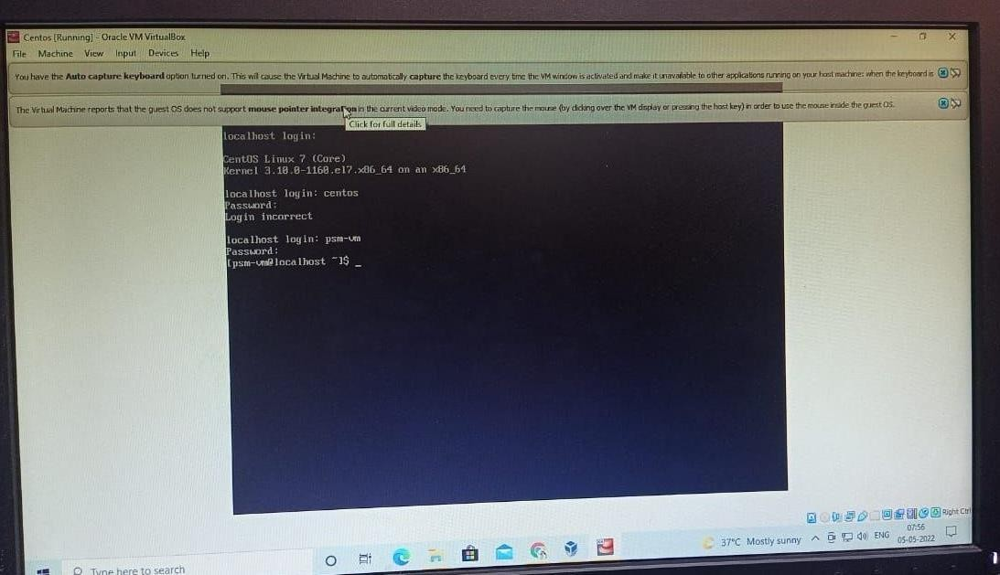 Centos [Running] - Oracle VM VirtualBox
File Machine View Input Devices Help
You have the Auto capture keyboard option turned on. This will cause the Virtual Machine to automatically capture the keyboard every time the VM window is activated and make it unavailable to other applications running on your host machine: when the keyboard is
The Virtual Machine reports that the guest OS does not support mouse pointer integration in the current video mode. You need to capture the mouse (by clicking over the VM display or pressing the host key) in order to use the mouse inside the guest OS.
Click for full details
localhost login:
CentOS Linux 7 (Core)
Kernel 3.10.0-1160.el7.x86_64 on an x86_64
localhost login: centos
Password:
Login incorrect
localhost login: psm-vm
Password:
[psm-vm@localhost ~]$ _
Right Ctrl
37°C Mostly sunny
ENG
07:56
05-05-2022
Type here to search